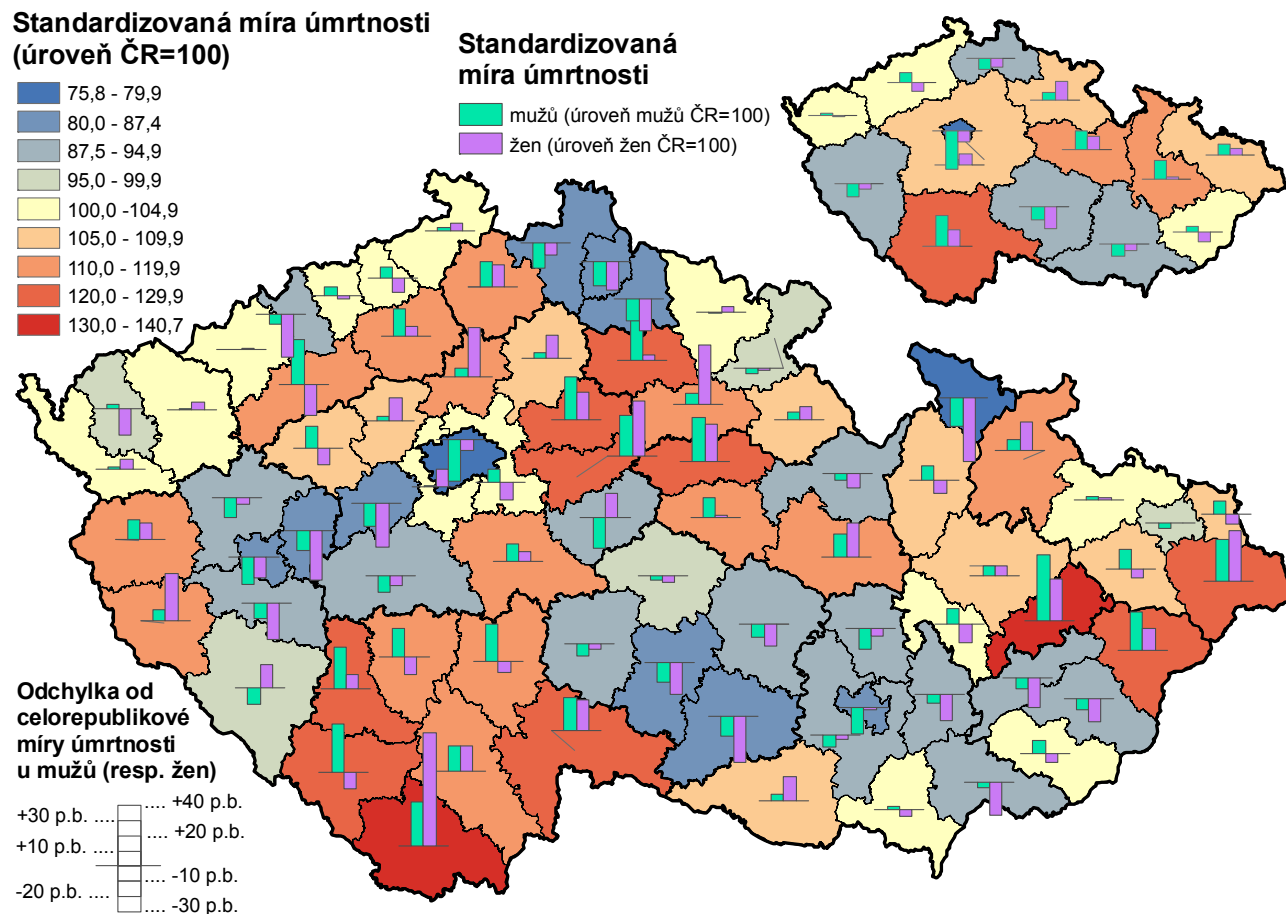 Standardizovaná míra úmrtnosti
(úroveň ČR=100)
75,8 - 79,9
80,0 - 87,4
87,5 - 94,9
95,0 - 99,9
100,0 -104,9
105,0 - 109,9
110,0 - 119,9
120,0 - 129,9
130,0 - 140,7
Standardizovaná
míra úmrtnosti
mužů (úroveň mužů ČR=100)
žen (úroveň žen ČR=100)
Odchylka od
celorepublikové
míry úmrtnosti
u mužů (resp. žen)
.... +40 p.b.
+30 p.b. ....
.... +20 p.b.
+10 p.b. ....
.... -10 p.b.
-20 p.b. ....
.... -30 p.b.